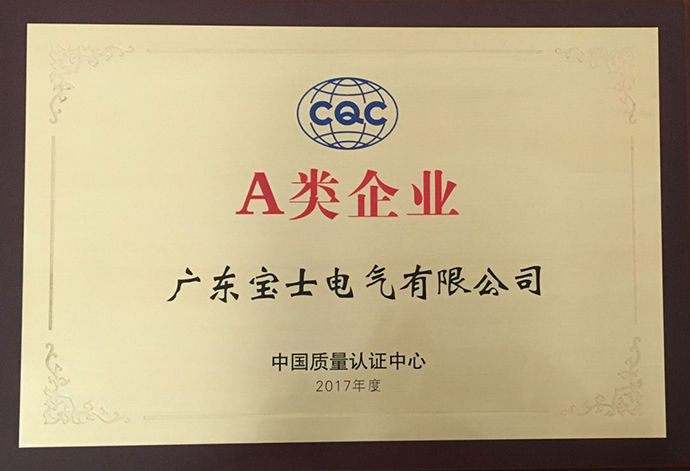 CQC
A类企业
广东宝士电气有限公司
中国质量认证中心
2017年度